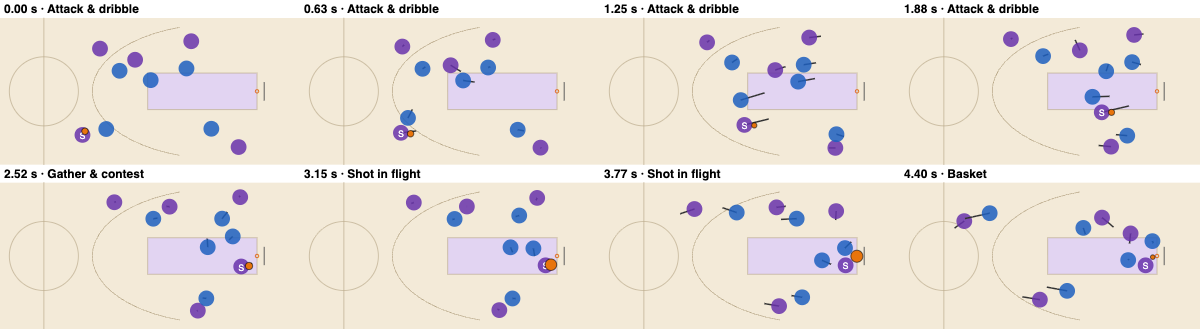 0.00 s · Attack & dribble
0.63 s · Attack & dribble
1.25 s · Attack & dribble
1.88 s · Attack & dribble
S
S
S
S
2.52 s · Gather & contest
3.15 s · Shot in flight
3.77 s · Shot in flight
4.40 s · Basket
S
S
S
S